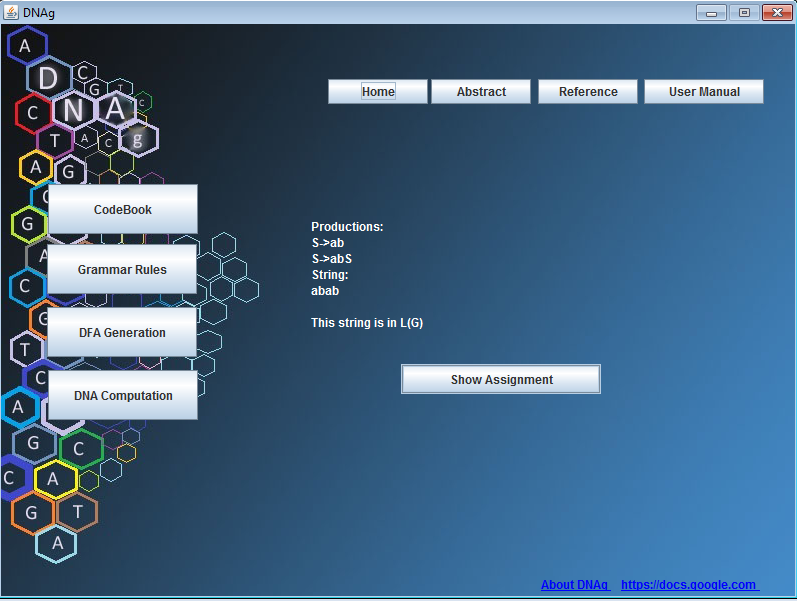 DNAg
Home
Abstract
Reference
User Manual
A
D
C
G
T
C
C
N
A
T
A
C
g
A
G
C
CodeBook
G
A
Grammar Rules
C
G
DFA Generation
T
C
DNA Computation
A
G
C
C
A
G
T
A
Productions:
S->ab
S->abS
String:
abab
This string is in L(G)
Show Assignment
About DNAg
https://docs.google.com